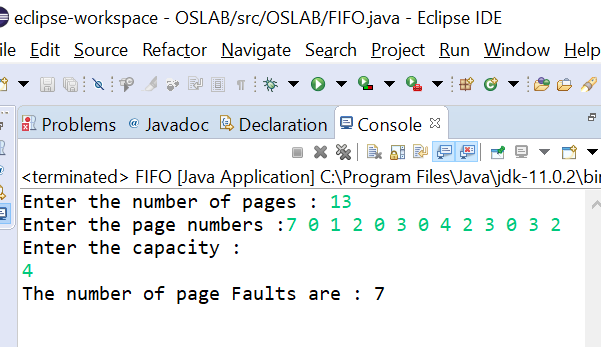 eclipse-workspace - OSLAB/src/OSLAB/FIFO.java - Eclipse IDE
ile Edit Source Refactor Navigate Search Project Run Window Help
Problems @ Javadoc Declaration Console
<terminated> FIFO [Java Application] C:\Program Files\Java\jdk-11.0.2\bin
Enter the number of pages : 13
Enter the page numbers :7 0 1 2 0 3 0 4 2 3 0 3 2
Enter the capacity :
4
The number of page Faults are : 7